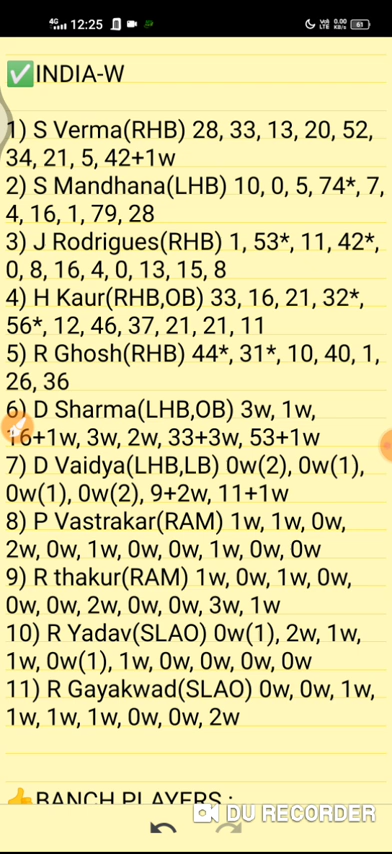 4G 12:25 Vo) LTE 0.00 KB/s 61
✅INDIA-W
1) S Verma(RHB) 28, 33, 13, 20, 52,
34, 21, 5, 42+1w
2) S Mandhana(LHB) 10, 0, 5, 74*, 7,
4, 16, 1, 79, 28
3) J Rodrigues(RHB) 1, 53*, 11, 42*,
0, 8, 16, 4, 0, 13, 15, 8
4) H Kaur(RHB,OB) 33, 16, 21, 32*,
56*, 12, 46, 37, 21, 21, 11
5) R Ghosh(RHB) 44*, 31*, 10, 40, 1,
26, 36
6) D Sharma(LHB,OB) 3w, 1w,
16+1w, 3w, 2w, 33+3w, 53+1w
7) D Vaidya(LHB,LB) 0w(2), 0w(1),
0w(1), 0w(2), 9+2w, 11+1w
8) P Vastrakar(RAM) 1w, 1w, 0w,
2w, 0w, 1w, 0w, 0w, 1w, 0w, 0w
9) R thakur(RAM) 1w, 0w, 1w, 0w,
0w, 0w, 2w, 0w, 0w, 3w, 1w
10) R Yadav(SLAO) 0w(1), 2w, 1w,
1w, 0w(1), 1w, 0w, 0w, 0w, 0w
11) R Gayakwad(SLAO) 0w, 0w, 1w,
1w, 1w, 1w, 0w, 0w, 2w
👍BANCH PLAYERS :
DU RECORDER